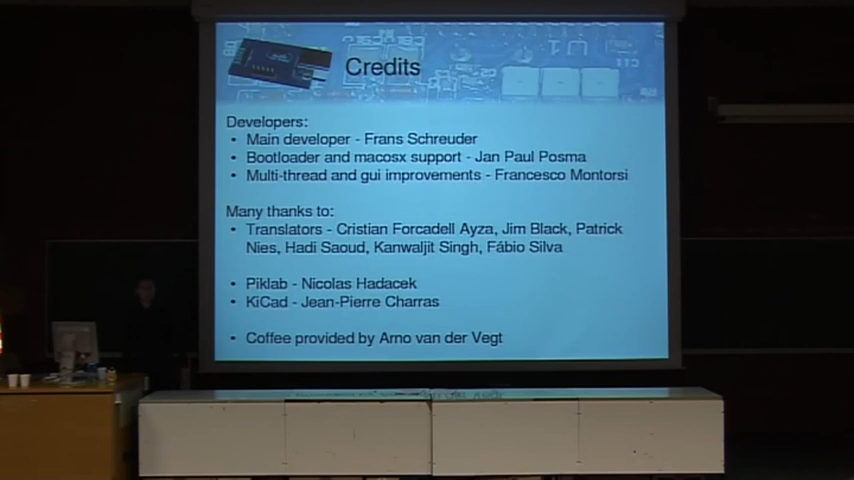 Credits
Developers:
• Main developer - Frans Schreuder
• Bootloader and macosx support - Jan Paul Posma
• Multi-thread and gui improvements - Francesco Montorsi
Many thanks to:
• Translators - Cristian Forcadell Ayza, Jim Black, Patrick
Nies, Hadi Saoud, Kanwaljit Singh, Fábio Silva
• Piklab - Nicolas Hadacek
• KiCad - Jean-Pierre Charras
• Coffee provided by Arno van der Vegt